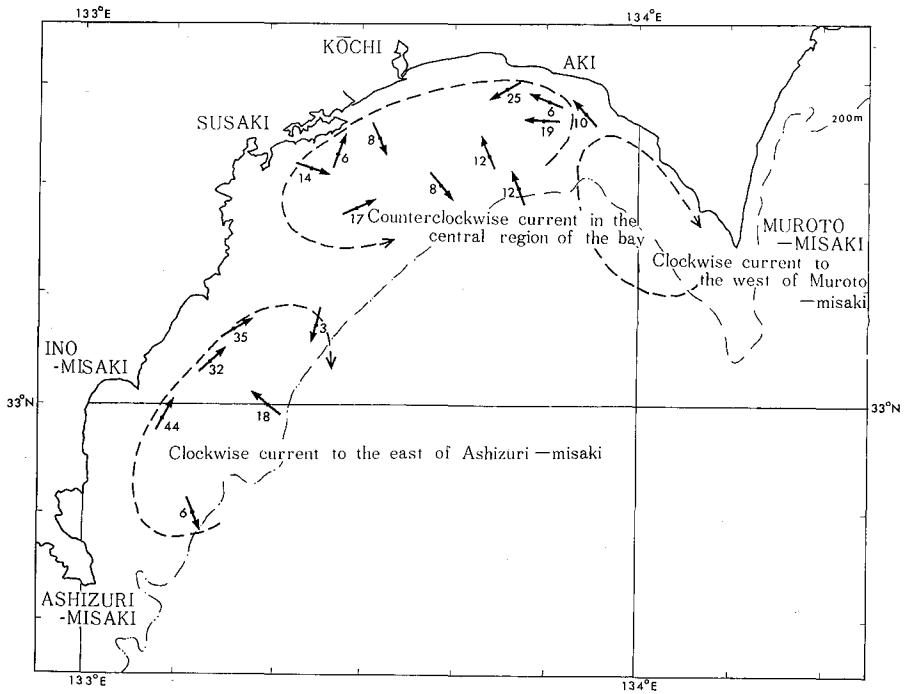 133°E
134°E
KŌCHI
AKI
SUSAKI
200m
25
6
19
10
8
6
14
12
8
12
17
Counterclockwise current in the
central region of the bay
MUROTO
—MISAKI
Clockwise current to
the west of Muroto
—misaki
3
35
INO
-MISAKI
32
33°N
33°N
18
44
Clockwise current to the east of Ashizuri—misaki
6
ASHIZURI
-MISAKI
133°E
134°E